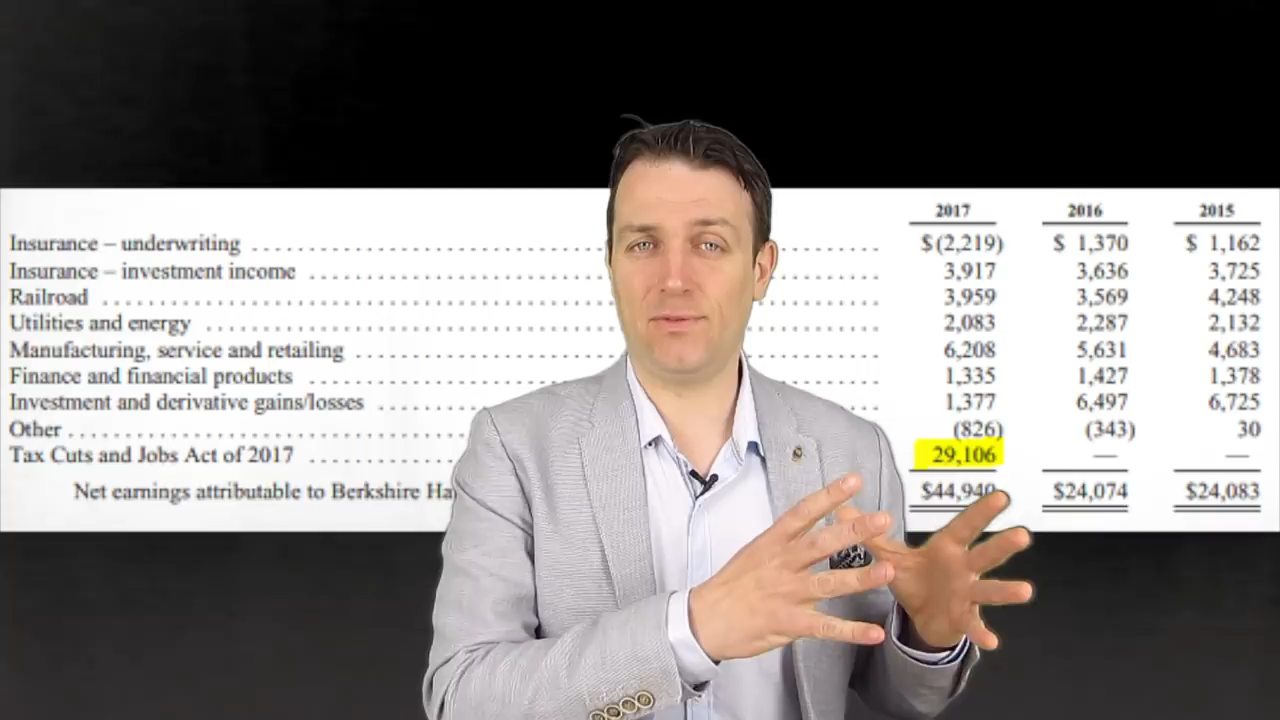 2017 2016 2015
Insurance – underwriting $(2,219) $ 1,370 $ 1,162
Insurance – investment income 3,917 3,636 3,725
Railroad 3,959 3,569 4,248
Utilities and energy 2,083 2,287 2,132
Manufacturing, service and retailing 6,208 5,631 4,683
Finance and financial products 1,335 1,427 1,378
Investment and derivative gains/losses 1,377 6,497 6,725
Other (826) (343) 30
Tax Cuts and Jobs Act of 2017 29,106 — —
Net earnings attributable to Berkshire $44,940 $24,074 $24,083